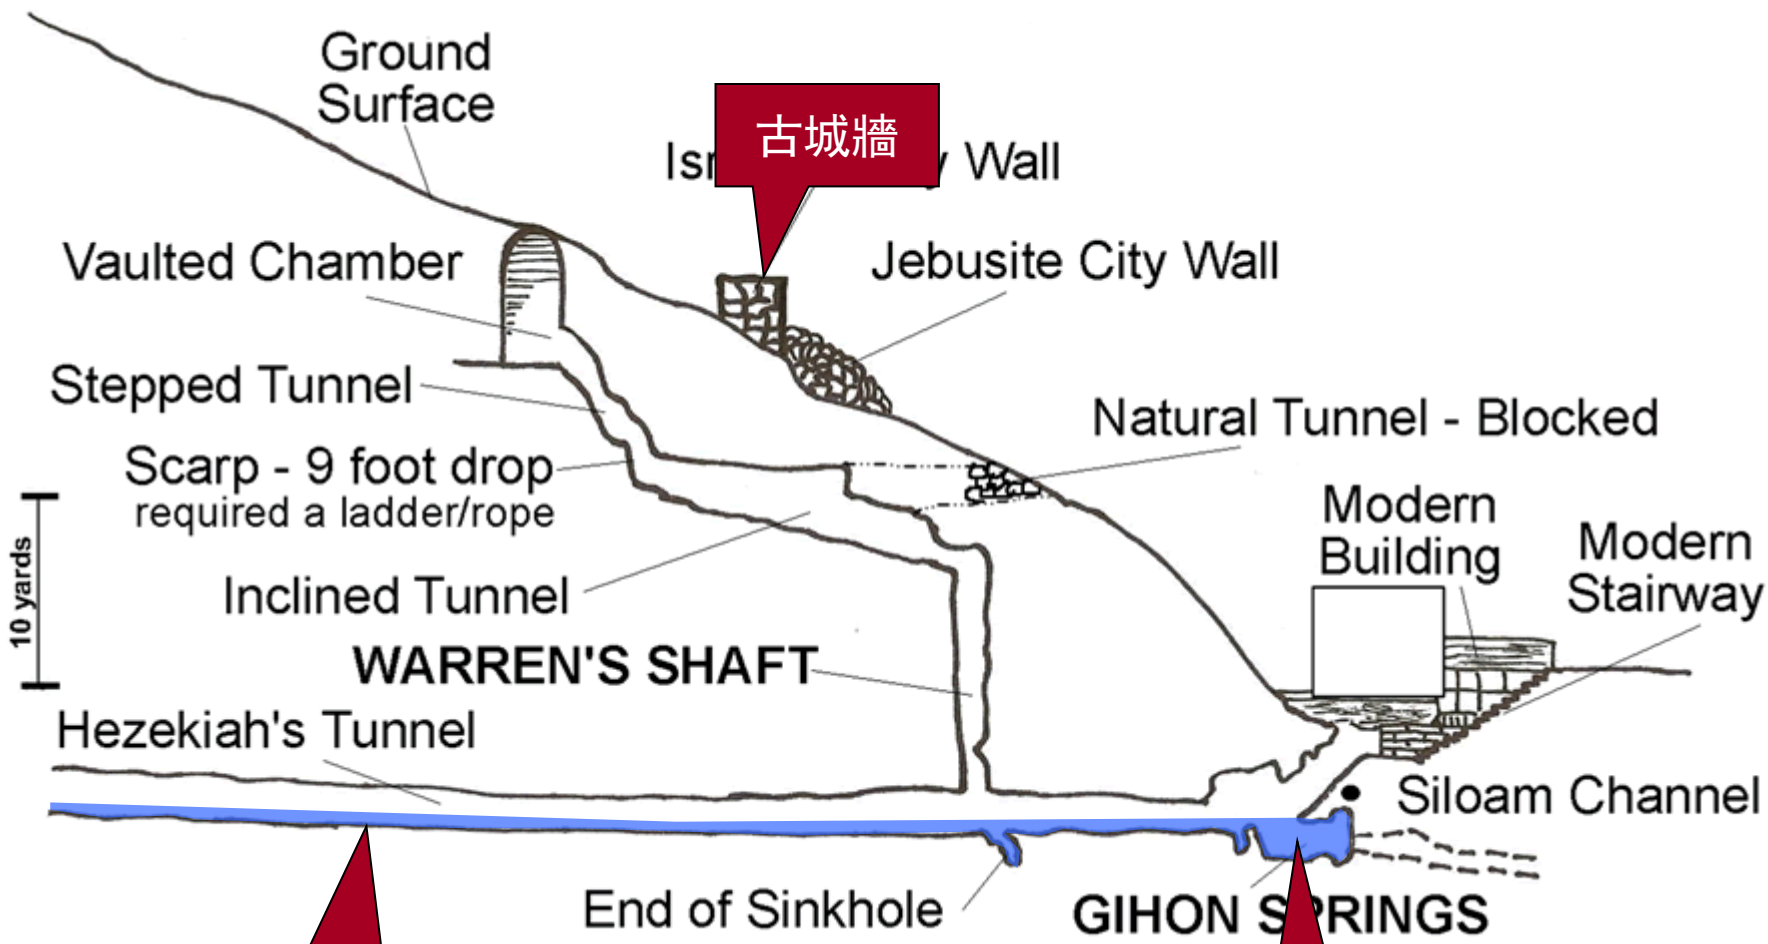 Ground
Surface
古城牆
Wall
Vaulted Chamber
Jebusite City Wall
Stepped Tunnel
Natural Tunnel - Blocked
Scarp - 9 foot drop
required a ladder/rope
Modern
Building
Modern
Stairway
10 yards
Inclined Tunnel
WARREN'S SHAFT
Hezekiah's Tunnel
Siloam Channel
End of Sinkhole
GIHON SPRINGS